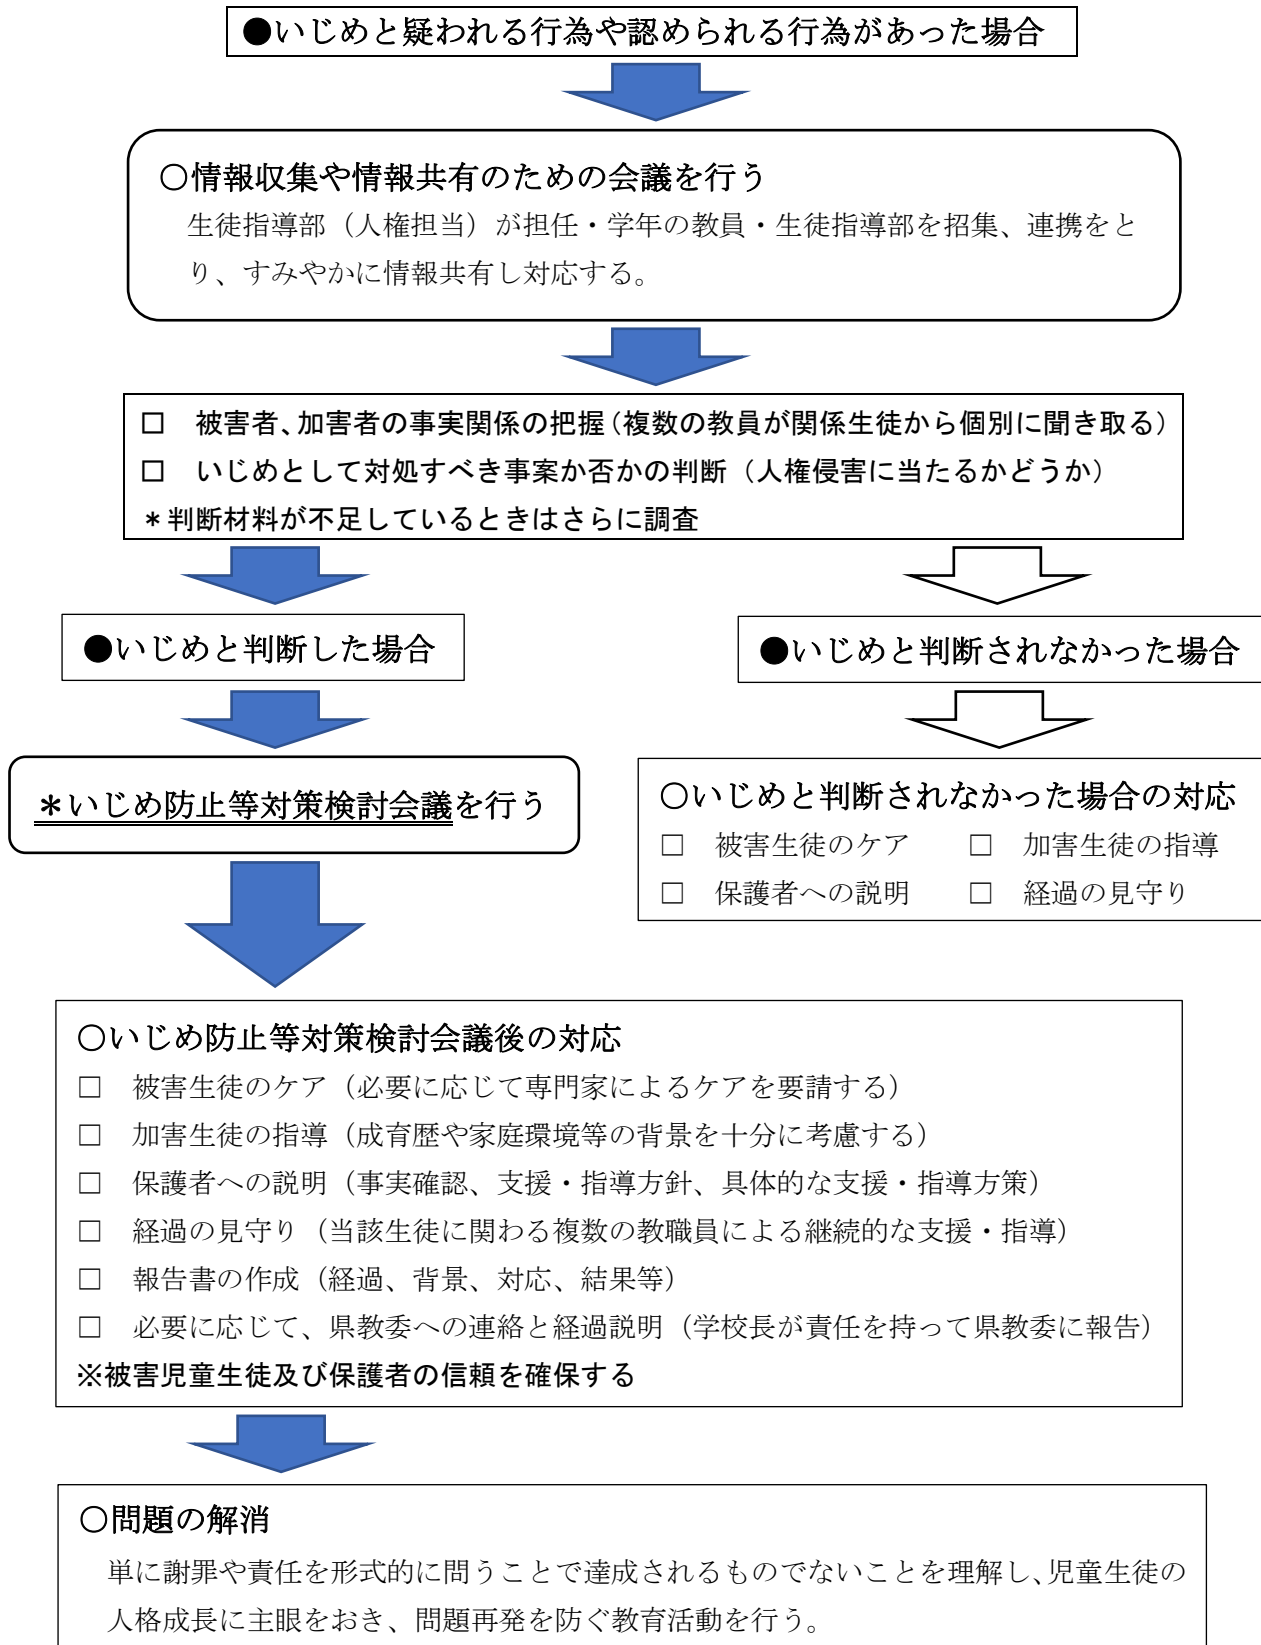 ●いじめと疑われる行為や認められる行為があった場合
○情報収集や情報共有のための会議を行う
生徒指導部（人権担当）が担任・学年の教員・生徒指導部を招集、連携をと
り、すみやかに情報共有し対応する。
□ 被害者、加害者の事実関係の把握（複数の教員が関係生徒から個別に聞き取る）
□ いじめとして対処すべき事案か否かの判断（人権侵害に当たるかどうか）
＊判断材料が不足しているときはさらに調査
●いじめと判断した場合
●いじめと判断されなかった場合
＊いじめ防止等対策検討会議を行う
○いじめと判断されなかった場合の対応
□ 被害生徒のケア □ 加害生徒の指導
□ 保護者への説明 □ 経過の見守り
○いじめ防止等対策検討会議後の対応
□ 被害生徒のケア（必要に応じて専門家によるケアを要請する）
□ 加害生徒の指導（成育歴や家庭環境等の背景を十分に考慮する）
□ 保護者への説明（事実確認、支援・指導方針、具体的な支援・指導方策）
□ 経過の見守り（当該生徒に関わる複数の教職員による継続的な支援・指導）
□ 報告書の作成（経過、背景、対応、結果等）
□ 必要に応じて、県教委への連絡と経過説明（学校長が責任を持って県教委に報告）
※被害児童生徒及び保護者の信頼を確保する
○問題の解消
単に謝罪や責任を形式的に問うことで達成されるものでないことを理解し、児童生徒の
人格成長に主眼をおき、問題再発を防ぐ教育活動を行う。